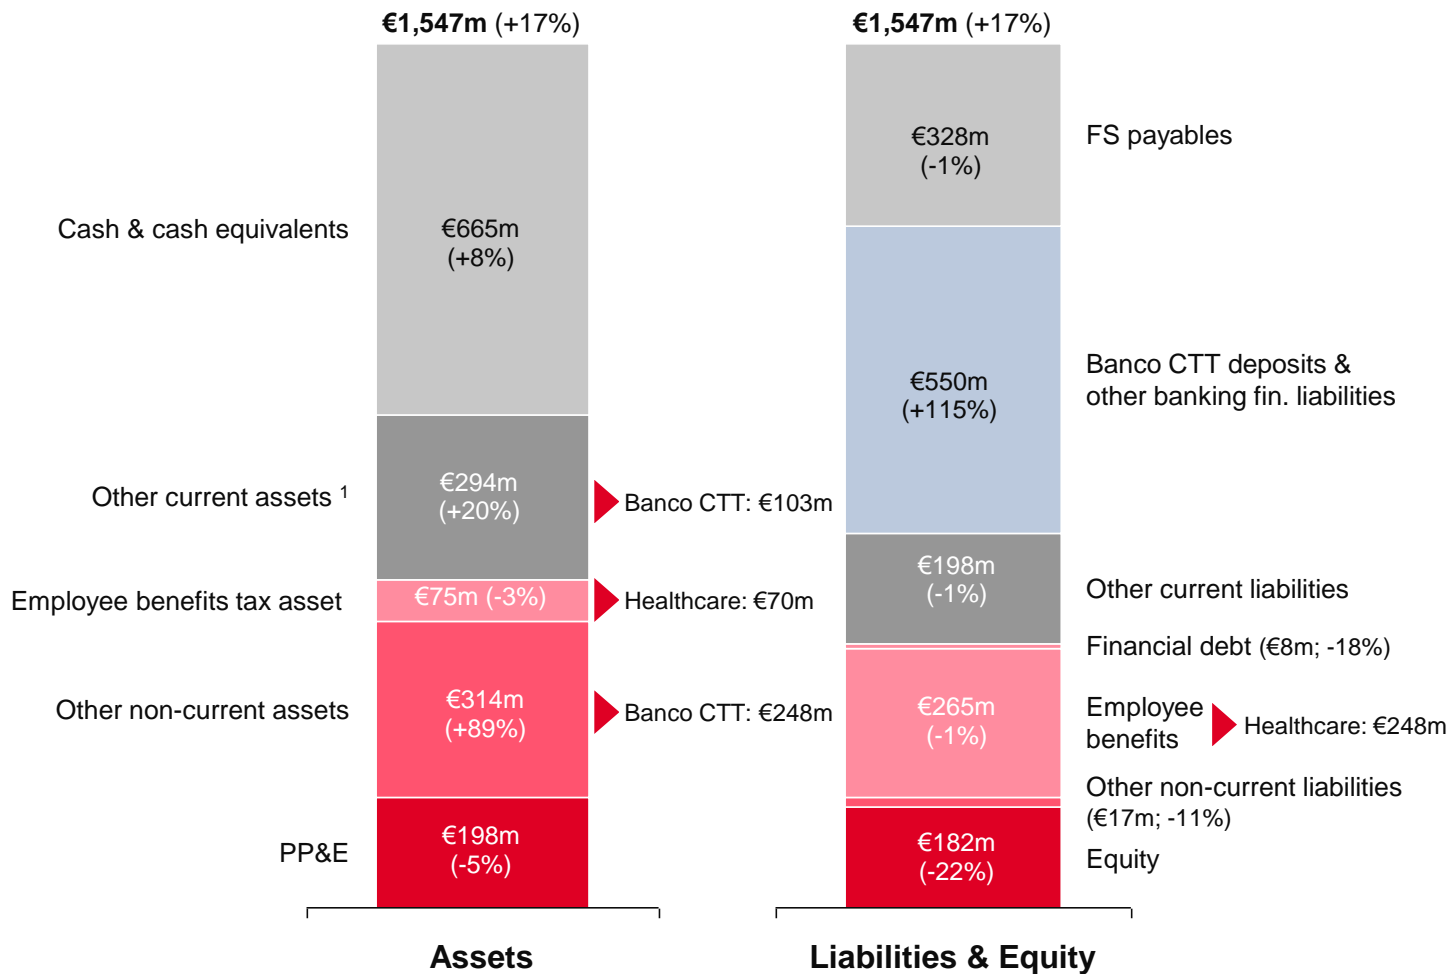 €1,547m (+17%)
€1,547m (+17%)
Cash & cash equivalents
€665m
(+8%)
Other current assets ¹
€294m
(+20%)
Banco CTT: €103m
Employee benefits tax asset
€75m (-3%)
Healthcare: €70m
Other non-current assets
€314m
(+89%)
Banco CTT: €248m
PP&E
€198m
(-5%)
Assets
€328m
(-1%)
FS payables
€550m
(+115%)
Banco CTT deposits &
other banking fin. liabilities
€198m
(-1%)
Other current liabilities
Financial debt (€8m; -18%)
€265m
(-1%)
Employee
benefits
Healthcare: €248m
Other non-current liabilities
(€17m; -11%)
€182m
(-22%)
Equity
Liabilities & Equity